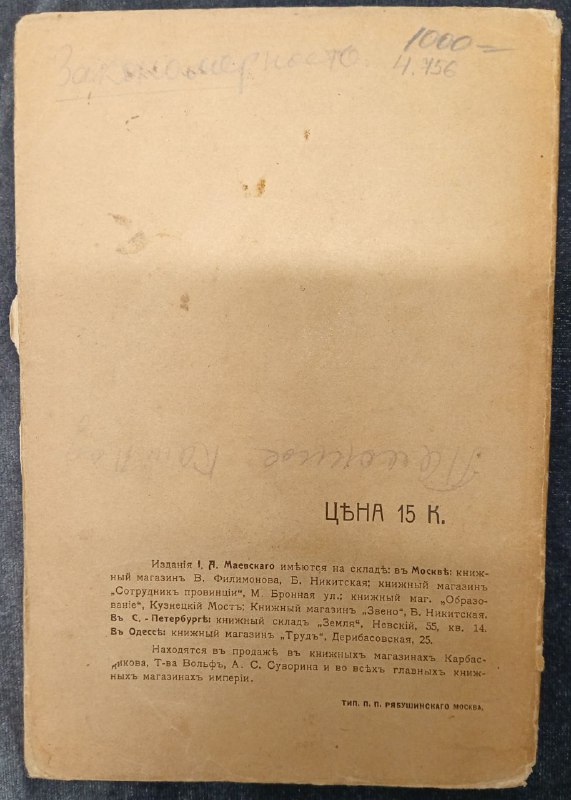 Закономерность.
1000=
4.756
ЦѢНА 15 К.
Изданія І. А. Маевскаго имѣются на складѣ: въ Москвѣ: книж-
ный магазинъ В. Филимонова, Б. Никитская; книжный магазинъ
„Сотрудникъ провинціи“, М. Бронная ул.; книжный маг. „Образо-
ваніе“, Кузнецкій Мостъ; Книжный магазинъ „Звено“, В. Никитская.
Въ С. - Петербургѣ: книжный складъ „Земля“, Невскій, 55, кв. 14.
Въ Одессѣ: книжный магазинъ „Трудъ“, Дерибасовская, 25.
Находятся въ продажѣ въ книжныхъ магазинахъ Карбас-
никова, Т-ва Вольфъ, А. С. Суворина и во всѣхъ главныхъ книж-
ныхъ магазинахъ имперіи.
ТИП. П. П. РЯБУШИНСКАГО МОСКВА.